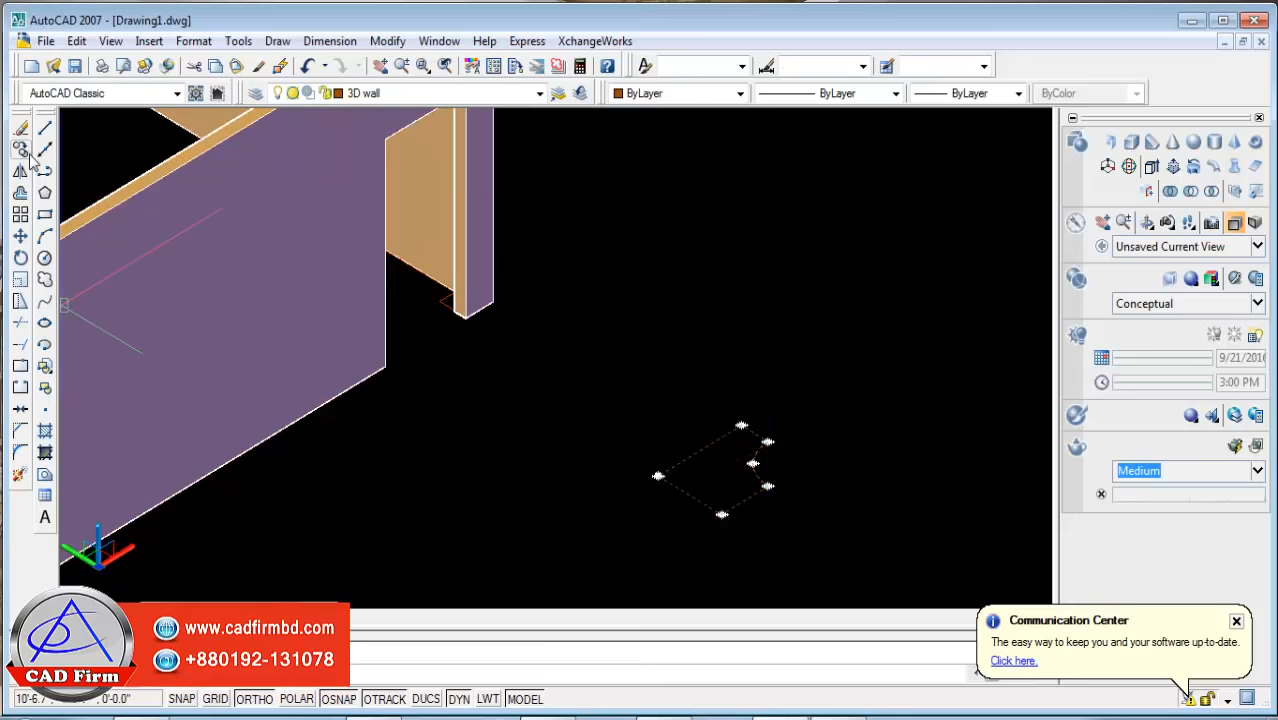 AutoCAD 2007 - [Drawing1.dwg]
File Edit View Insert Format Tools Draw Dimension Modify Window Help Express XchangeWorks
AutoCAD Classic
3D wall
ByLayer
ByLayer
ByLayer
ByColor
Unsaved Current View
Conceptual
9/21/201
3:00 PM
Medium
Communication Center
The easy way to keep you and your software up-to-date.
Click here.
www.cadfirmbd.com
+880192-131078
CAD Firm
SNAP GRID ORTHO POLAR OSNAP OTRACK DUCS DYN LWT MODEL